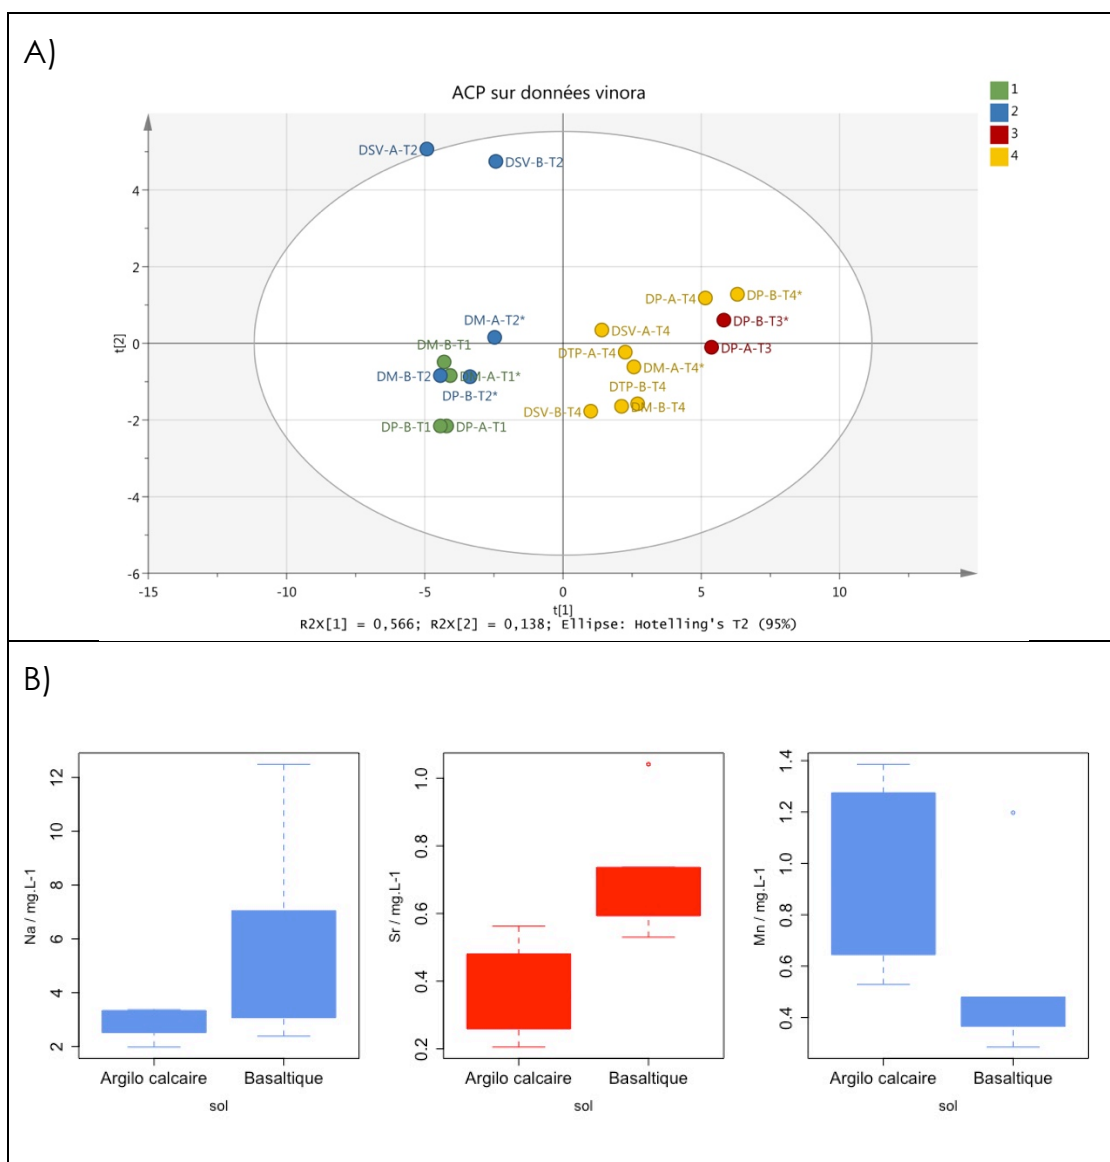 A)
ACP sur données vinora
1
2
3
4
DSV-A-T2
DSV-B-T2
DP-A-T4
DP-B-T4*
DP-B-T3*
DP-A-T3
DSV-A-T4
DM-A-T2*
DM-B-T1
DTP-A-T4
DM-A-T4*
DM-B-T2
DM-A-T1*
DP-B-T2*
DTP-B-T4
DM-B-T4
DSV-B-T4
DP-B-T1
DP-A-T1
t[2]
4
2
0
-2
-4
-6
-15
-10
-5
0
5
10
t[1]
R2X[1] = 0,566; R2X[2] = 0,138; Ellipse: Hotelling's T2 (95%)
B)
Na / mg.L-1
12
10
8
6
4
2
Argilo calcaire
Basaltique
sol
Sr / mg.L-1
1.0
0.8
0.6
0.4
0.2
Argilo calcaire
Basaltique
sol
Mn / mg.L-1
1.4
1.2
1.0
0.8
0.6
0.4
Argilo calcaire
Basaltique
sol